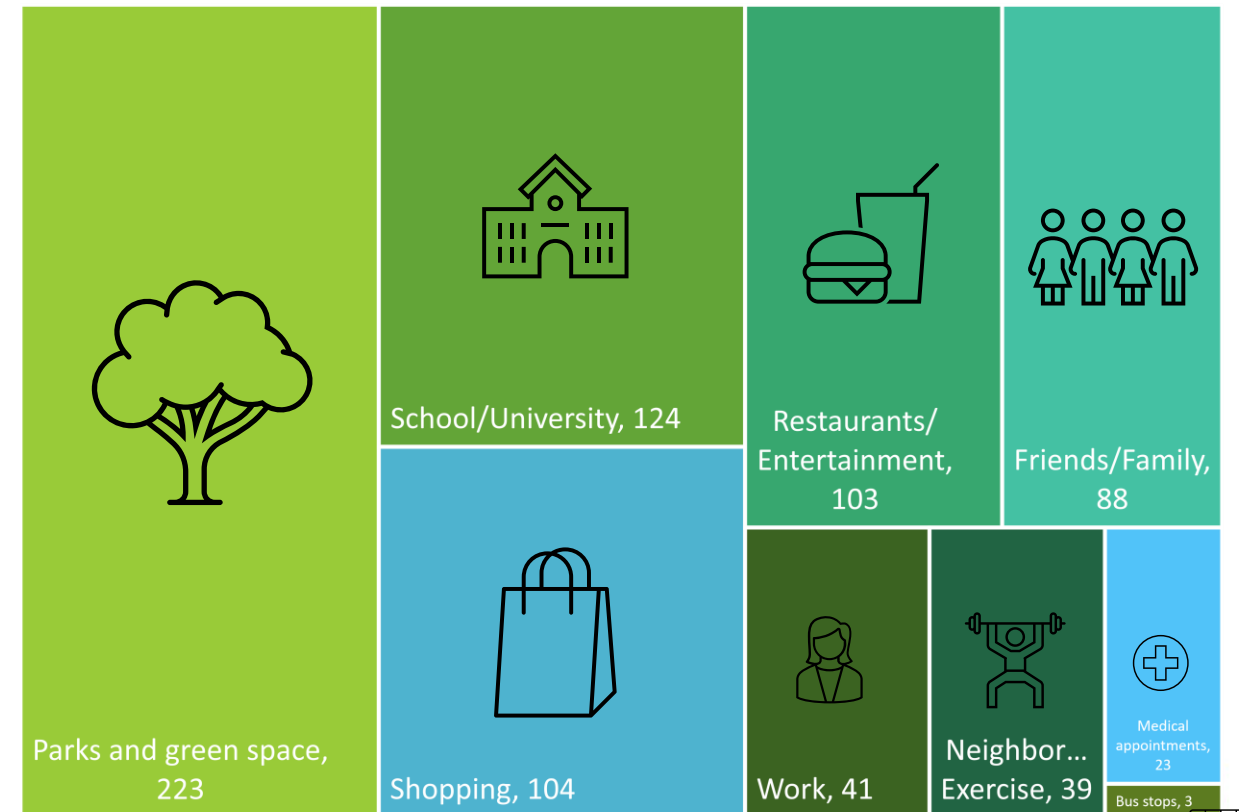 Parks and green space,
223
School/University, 124
Shopping, 104
Restaurants/
Entertainment,
103
Friends/Family,
88
Work, 41
Neighbor...
Exercise, 39
Medical
appointments,
23
Bus stops, 3